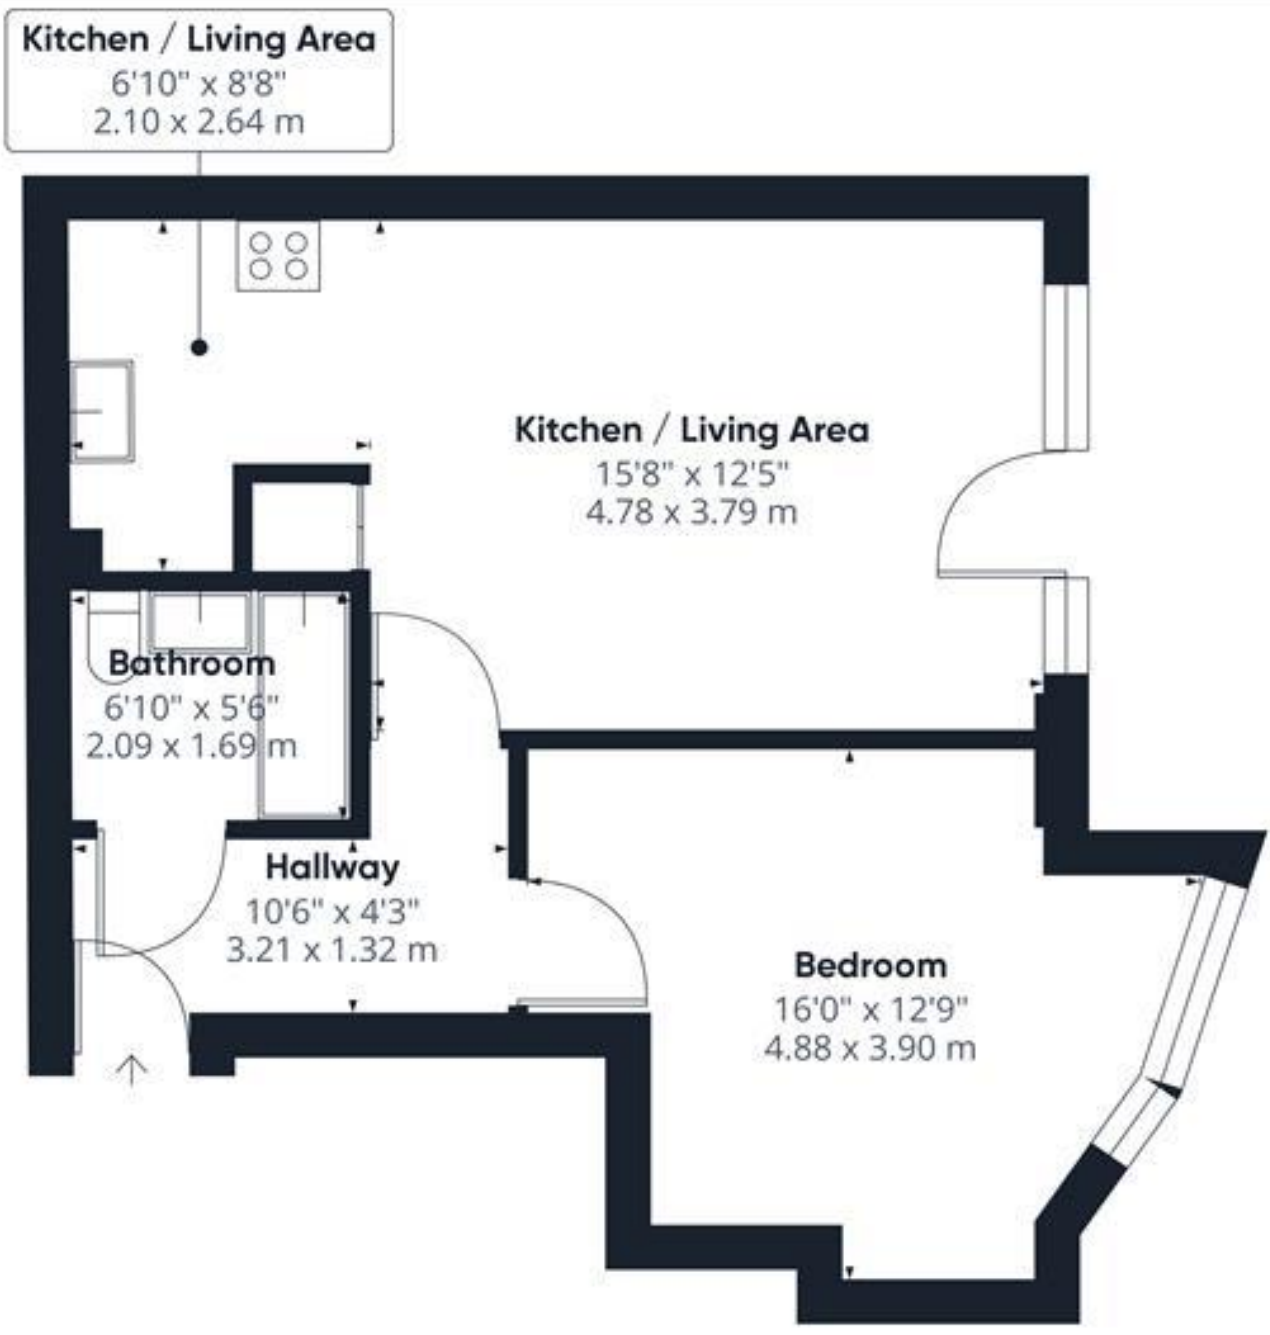 Kitchen / Living Area
6'10" x 8'8"
2.10 x 2.64 m
Kitchen / Living Area
15'8" x 12'5"
4.78 x 3.79 m
Bathroom
6'10" x 5'6"
2.09 x 1.69 m
Hallway
10'6" x 4'3"
3.21 x 1.32 m
Bedroom
16'0" x 12'9"
4.88 x 3.90 m